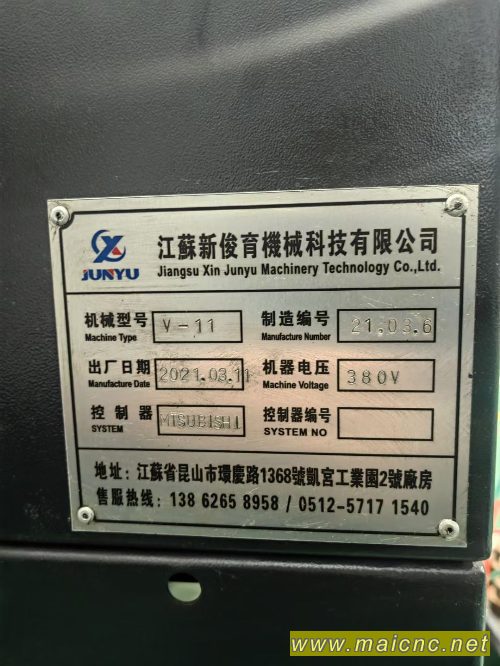 JUNYU
江蘇新俊育機械科技有限公司
Jiangsu Xin Junyu Machinery Technology Co.,Ltd.
机械型号 V-11 制造编号 21.03.6
Machine Type Manufacture Number
出厂日期 2021.03.11 机器电压 380V
Manufacture Date Machine Voltage
控制器 MITSUBISHI 控制器编号
SYSTEM SYSTEM NO
地址: 江蘇省昆山市環慶路1368號凱宮工業園2號廠房
售服热线: 138 6265 8958 / 0512-5717 1540
www.maicnc.net